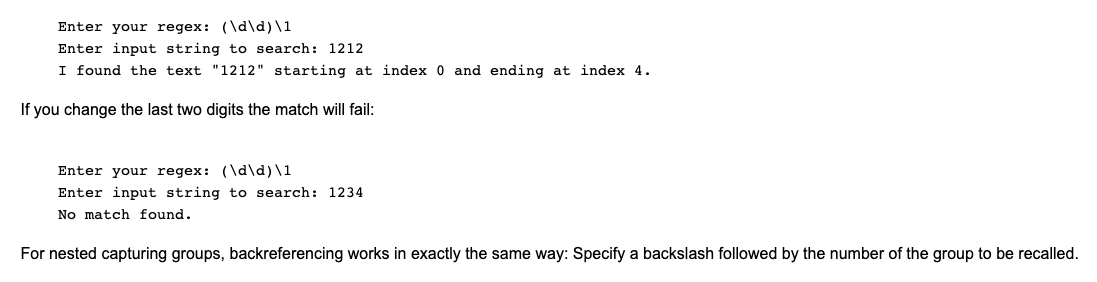 Enter your regex: (\d\d)\1
Enter input string to search: 1212
I found the text "1212" starting at index 0 and ending at index 4.
If you change the last two digits the match will fail:
Enter your regex: (\d\d)\1
Enter input string to search: 1234
No match found.
For nested capturing groups, backreferencing works in exactly the same way: Specify a backslash followed by the number of the group to be recalled.